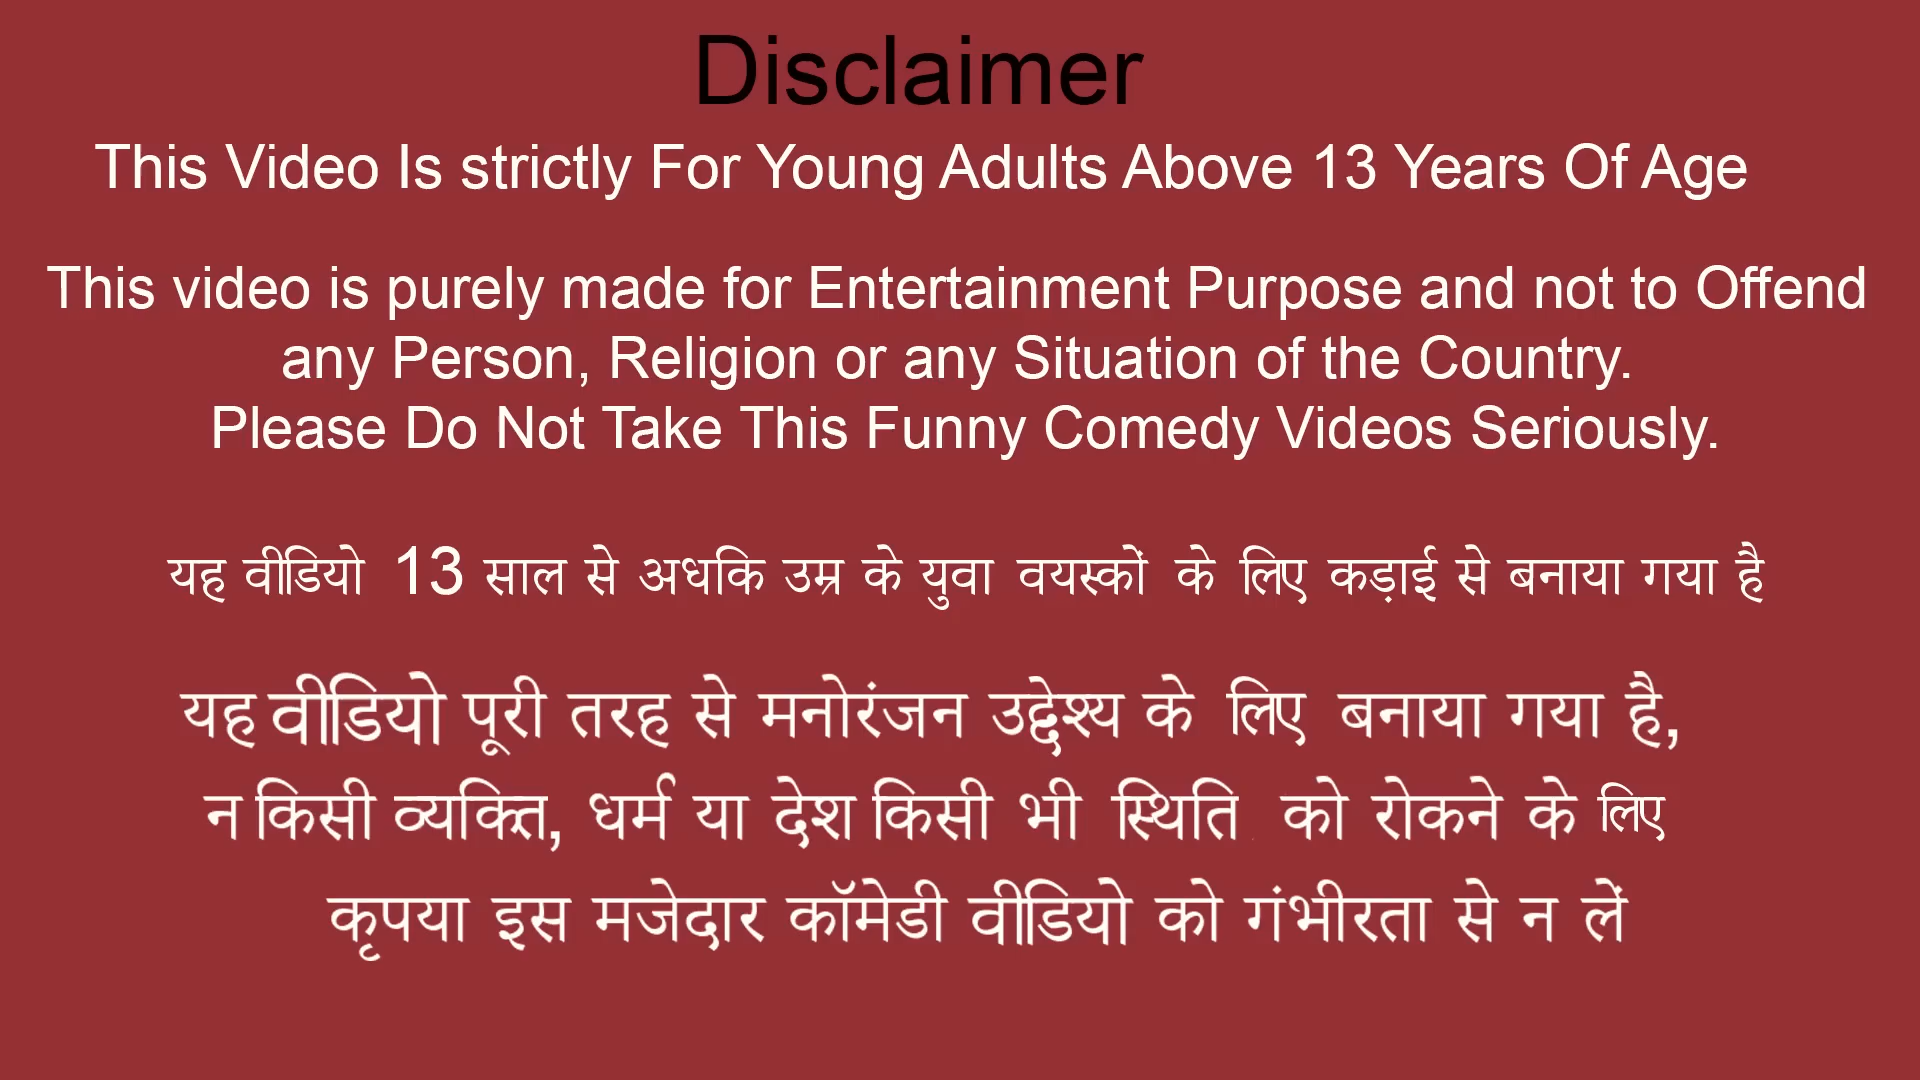 Disclaimer
This Video Is strictly For Young Adults Above 13 Years Of Age
This video is purely made for Entertainment Purpose and not to Offend
any Person, Religion or any Situation of the Country.
Please Do Not Take This Funny Comedy Videos Seriously.
यह वीडियो 13 साल से अधकि उम्र के युवा वयस्कों के लिए कड़ाई से बनाया गया है
यह वीडियो पूरी तरह से मनोरंजन उद्देश्य के लिए बनाया गया है,
न किसी व्यक्ति, धर्म या देश किसी भी स्थिति को रोकने के लिए
कृपया इस मजेदार कॉमेडी वीडियो को गंभीरता से न लें